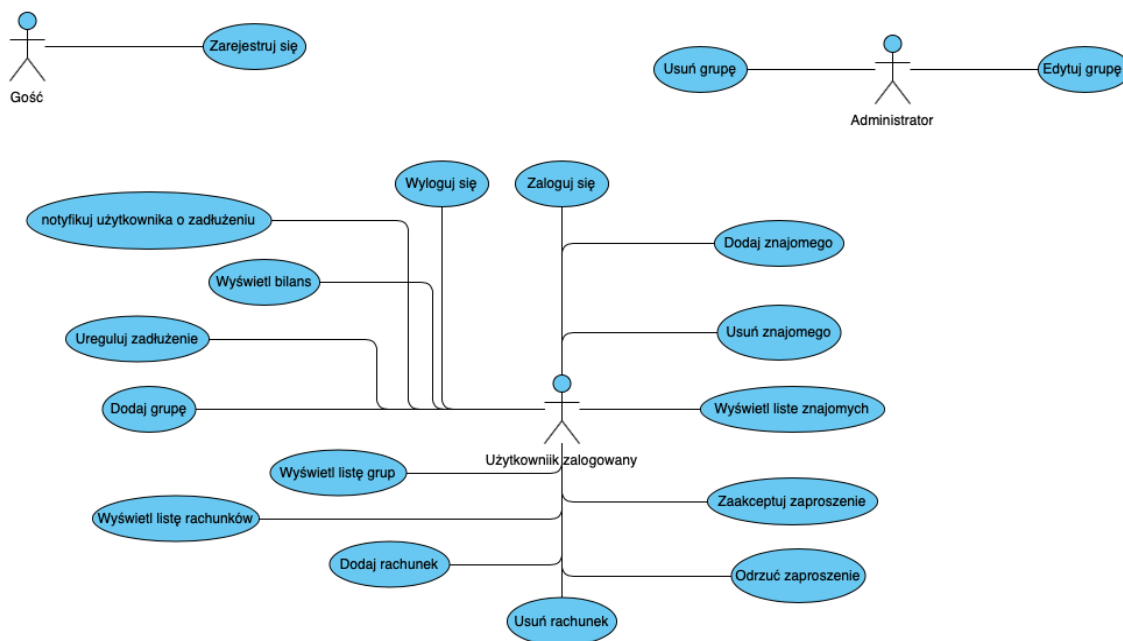 Zarejestruj się
Gość
Usuń grupę
Edytuj grupę
Administrator
Wyloguj się
Zaloguj się
notyfikuj użytkownika o zadłużeniu
Dodaj znajomego
Wyświetl bilans
Usuń znajomego
Ureguluj zadłużenie
Dodaj grupę
Wyświetl liste znajomych
Użytkowniik zalogowany
Wyświetl listę grup
Zaakceptuj zaproszenie
Wyświetl listę rachunków
Dodaj rachunek
Odrzuć zaproszenie
Usuń rachunek